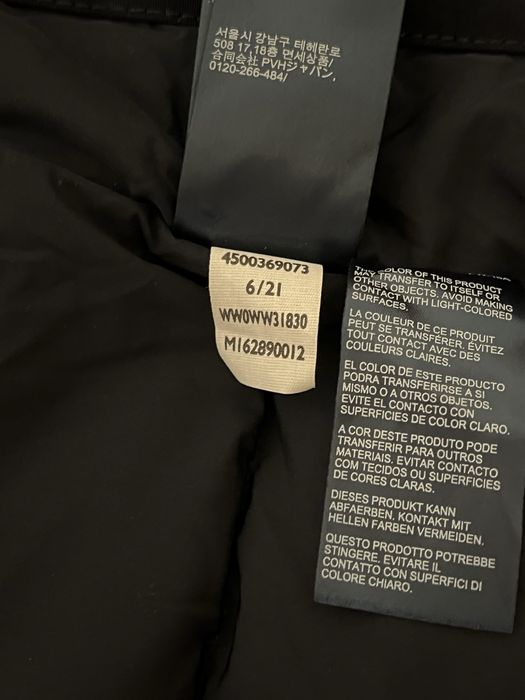 서울시 강남구 테헤란로
508 17,18층 면세상품/
合同会社PVHジャパン,
0120-266-484/
4500369073
6/21
WW0WW31830
M162890012
COLOR OF THIS PRODUCT
MAY TRANSFER TO ITSELF OR
OTHER OBJECTS. AVOID MAKING
CONTACT WITH LIGHT-COLORED
SURFACES.
LA COULEUR DE CE PRODUIT
PEUT SE TRANSFÉRER. ÉVITEZ
TOUT CONTACT AVEC DES
COULEURS CLAIRES.
EL COLOR DE ESTE PRODUCTO
PODRA TRANSFERIRSE A SI
MISMO O A OTROS OBJETOS.
EVITE EL CONTACTO CON
SUPERFICIES DE COLOR CLARO.
A COR DESTE PRODUTO PODE
TRANSFERIR PARA OUTROS
MATERIAIS. EVITAR CONTACTO
COM TECIDOS OU SUPERFICIES
DE CORES CLARAS.
DIESES PRODUKT KANN
ABFAERBEN. KONTAKT MIT
HELLEN FARBEN VERMEIDEN.
QUESTO PRODOTTO POTREBBE
STINGERE. EVITARE IL
CONTATTO CON SUPERFICI DI
COLORE CHIARO.